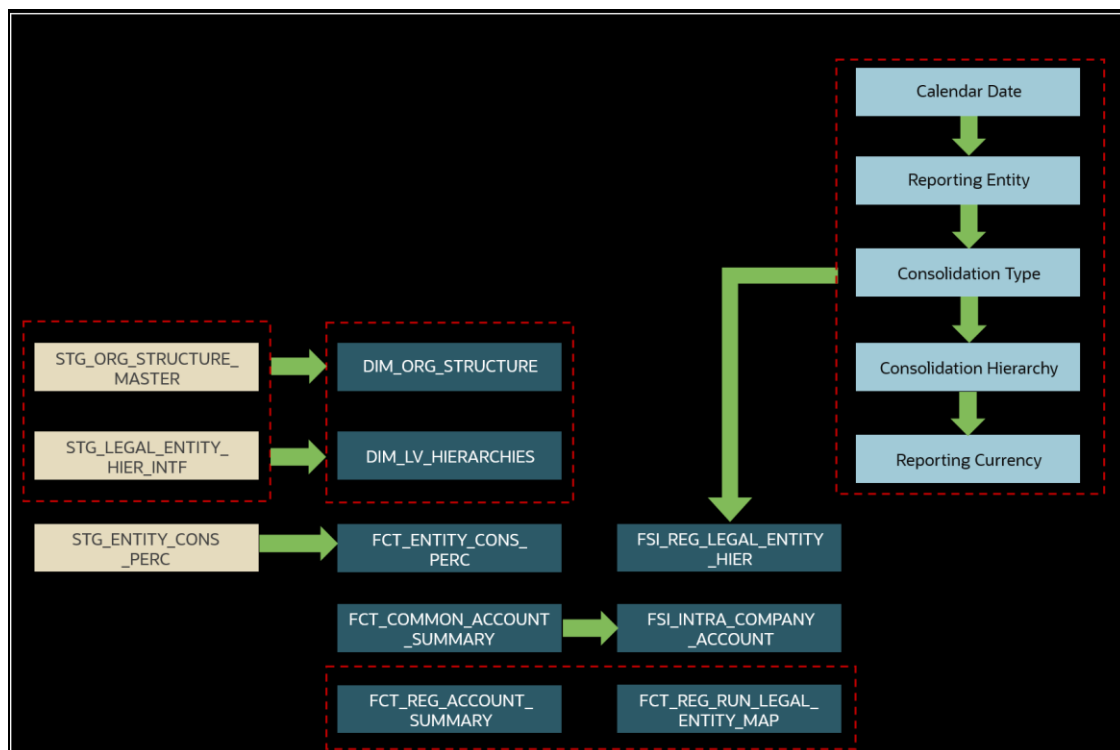 Calendar Date
Reporting Entity
Consolidation Type
Consolidation Hierarchy
Reporting Currency
STG_ORG_STRUCTURE_
MASTER
DIM_ORG_STRUCTURE
STG_LEGAL_ENTITY_
HIER_INTF
DIM_LV_HIERARCHIES
STG_ENTITY_CONS
_PERC
FCT_ENTITY_CONS_
PERC
FSI_REG_LEGAL_ENTITY
_HIER
FCT_COMMON_ACCOUNT
_SUMMARY
FSI_INTRA_COMPANY
_ACCOUNT
FCT_REG_ACCOUNT_
SUMMARY
FCT_REG_RUN_LEGAL_
ENTITY_MAP